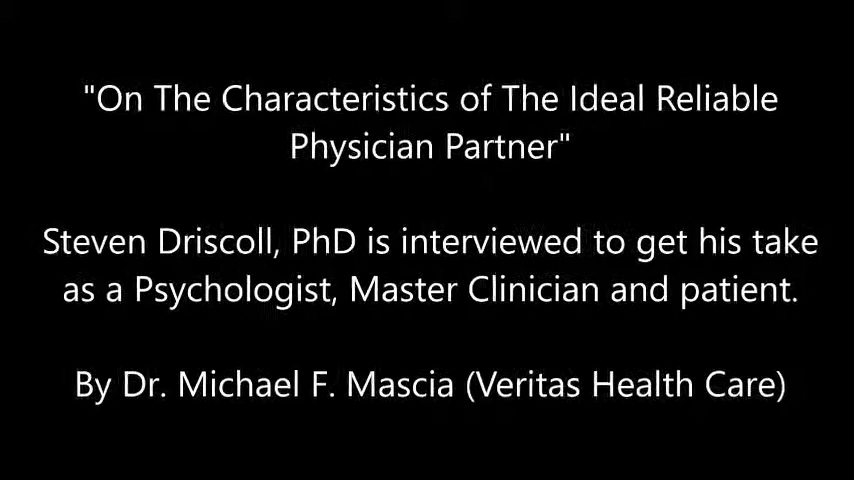 "On The Characteristics of The Ideal Reliable
Physician Partner"
Steven Driscoll, PhD is interviewed to get his take
as a Psychologist, Master Clinician and patient.
By Dr. Michael F. Mascia (Veritas Health Care)